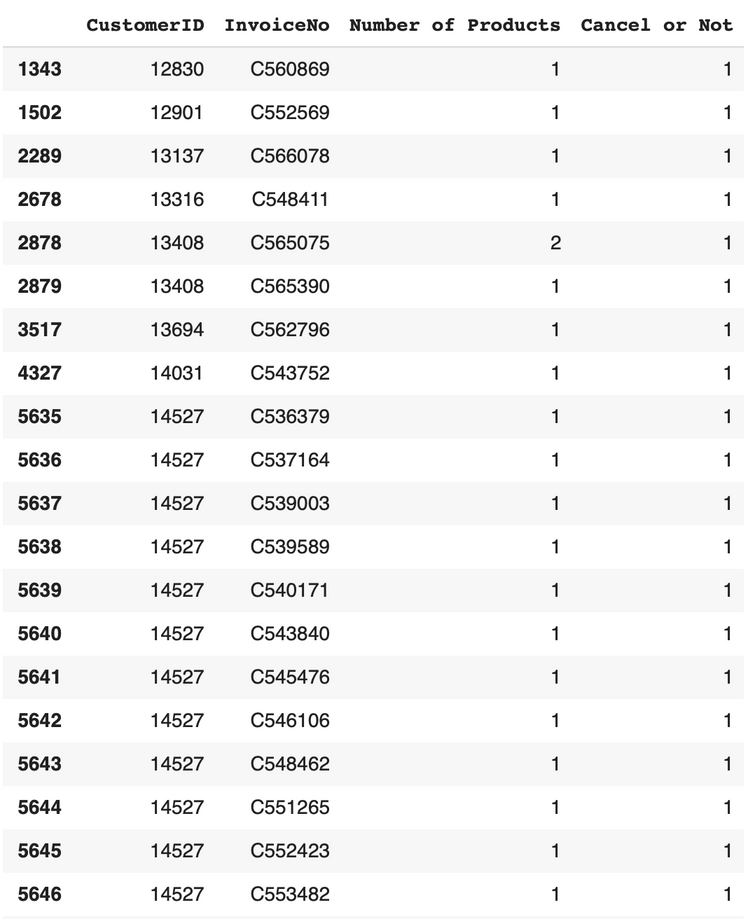 CustomerID InvoiceNo Number of Products Cancel or Not
1343 12830 C560869 1 1
1502 12901 C552569 1 1
2289 13137 C566078 1 1
2678 13316 C548411 1 1
2878 13408 C565075 2 1
2879 13408 C565390 1 1
3517 13694 C562796 1 1
4327 14031 C543752 1 1
5635 14527 C536379 1 1
5636 14527 C537164 1 1
5637 14527 C539003 1 1
5638 14527 C539589 1 1
5639 14527 C540171 1 1
5640 14527 C543840 1 1
5641 14527 C545476 1 1
5642 14527 C546106 1 1
5643 14527 C548462 1 1
5644 14527 C551265 1 1
5645 14527 C552423 1 1
5646 14527 C553482 1 1